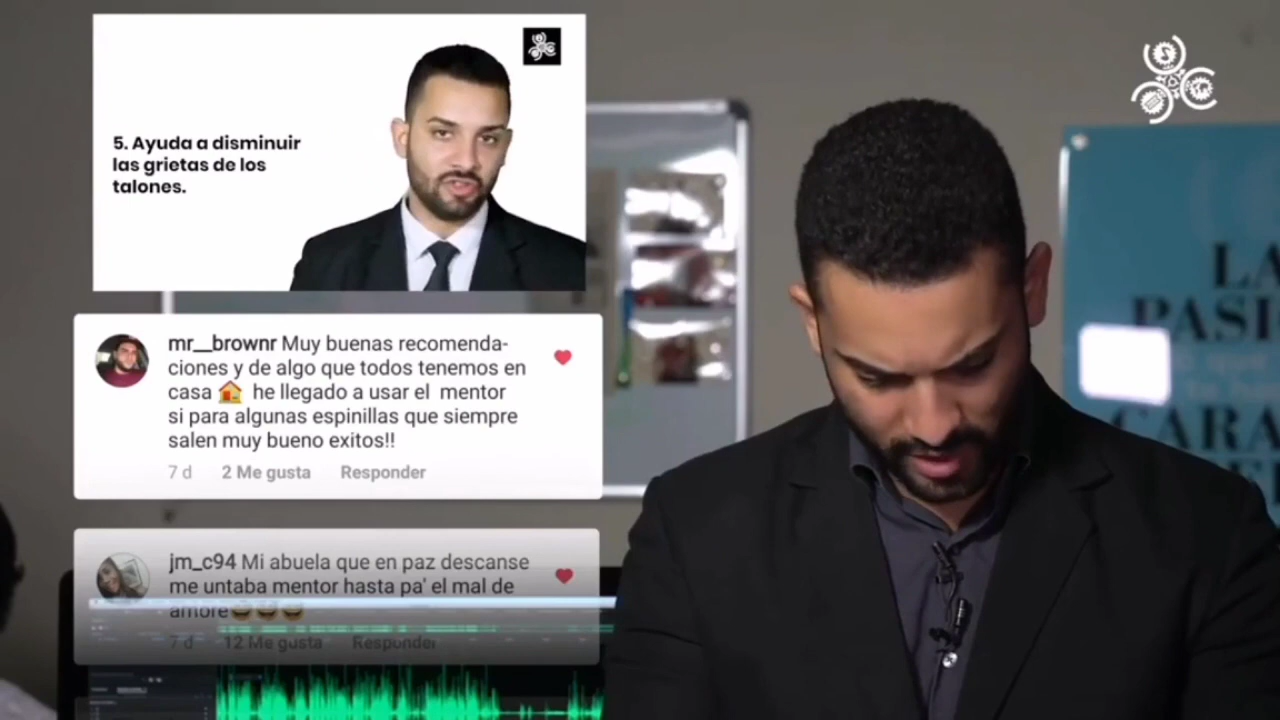 5. Ayuda a disminuir
las grietas de los
talones.
mr__brownr Muy buenas recomenda-
ciones y de algo que todos tenemos en
casa 🏠 he llegado a usar el mentor
si para algunas espinillas que siempre
salen muy bueno exitos!!
7 d 2 Me gusta Responder
jm_c94 Mi abuela que en paz descanse
me untaba mentor hasta pa' el mal de
amore😂😂😂
7 d 12 Me gusta Responder
LA
PASI
CARA